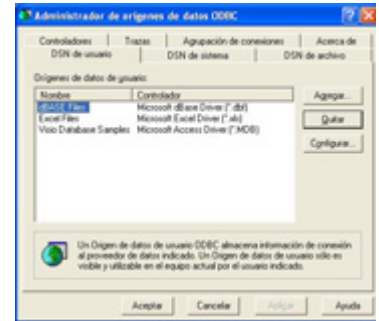 Administrador de orígenes de datos ODBC
Controladores Trazas Agrupación de conexiones Acerca de
DSN de usuario DSN de sistema DSN de archivo
Orígenes de datos de usuario:
Nombre Controlador
dBASE Files Microsoft dBase Driver (*.dbf)
Excel Files Microsoft Excel Driver (*.xls)
Visio Database Samples Microsoft Access Driver (*.MDB)
Agregar...
Quitar
Configurar...
Un Origen de datos de usuario ODBC almacena información de conexión
al proveedor de datos indicado. Un Origen de datos de usuario sólo es
visible y utilizable en el equipo actual por el usuario indicado.
Aceptar Cancelar Aplicar Ayuda